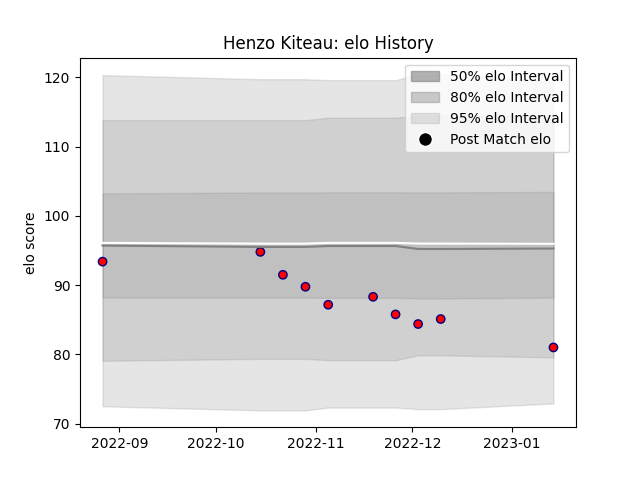 Henzo Kiteau: elo History
120
110
100
90
80
70
elo score
50% elo Interval
80% elo Interval
95% elo Interval
Post Match elo
2022-09
2022-10
2022-11
2022-12
2023-01